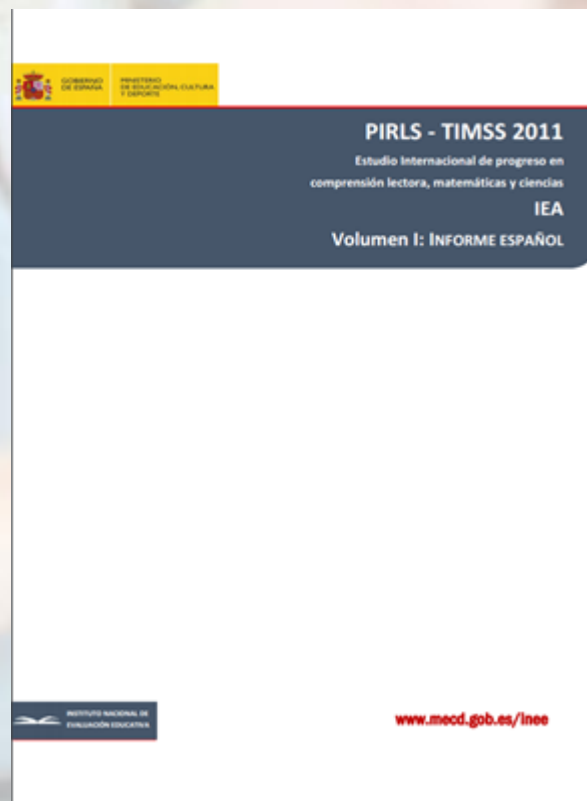 GOBIERNO
DE ESPAÑA
MINISTERIO
DE EDUCACIÓN, CULTURA
Y DEPORTE
PIRLS - TIMSS 2011
Estudio Internacional de progreso en
comprensión lectora, matemáticas y ciencias
IEA
Volumen I: INFORME ESPAÑOL
INSTITUTO NACIONAL DE
EVALUACIÓN EDUCATIVA
www.mecd.gob.es/inee